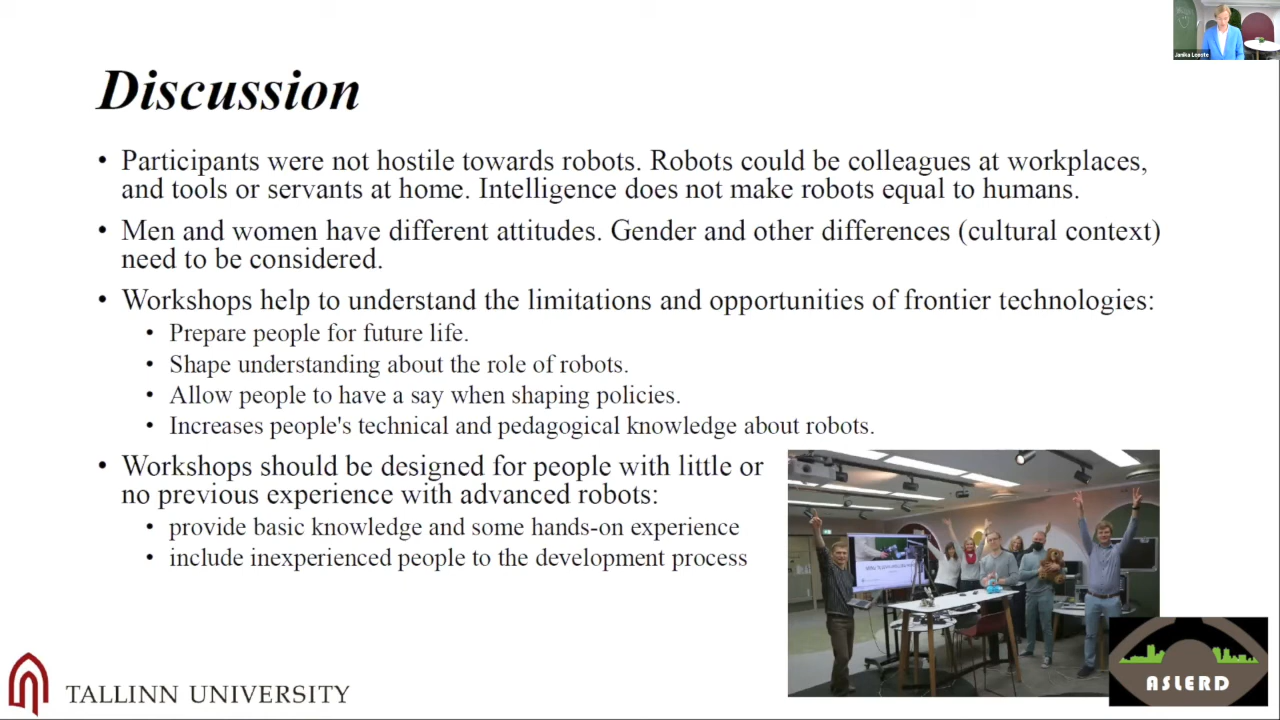 Janika Leoste
Discussion
• Participants were not hostile towards robots. Robots could be colleagues at workplaces,
and tools or servants at home. Intelligence does not make robots equal to humans.
• Men and women have different attitudes. Gender and other differences (cultural context)
need to be considered.
• Workshops help to understand the limitations and opportunities of frontier technologies:
• Prepare people for future life.
• Shape understanding about the role of robots.
• Allow people to have a say when shaping policies.
• Increases people's technical and pedagogical knowledge about robots.
• Workshops should be designed for people with little or
no previous experience with advanced robots:
• provide basic knowledge and some hands-on experience
• include inexperienced people to the development process
TALLINN UNIVERSITY
ASLERD